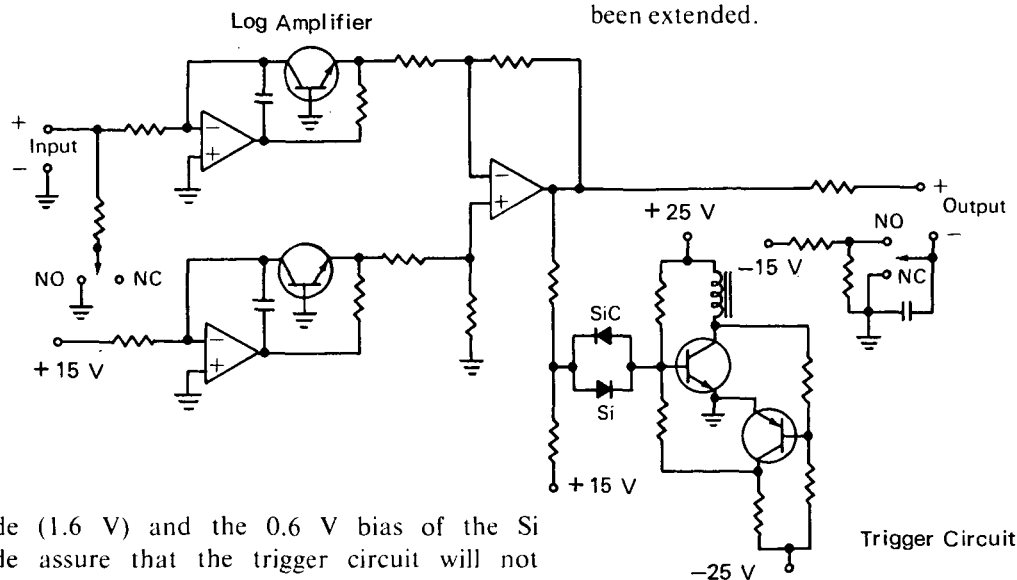 been extended.
Log Amplifier
+
Input
−
NO
NC
+ 15 V
−
+
−
+
−
+
+ 25 V
−15 V
NO
NC
+
Output
−
SiC
Si
+ 15 V
−25 V
Trigger Circuit
de (1.6 V) and the 0.6 V bias of the Si
de assure that the trigger circuit will not